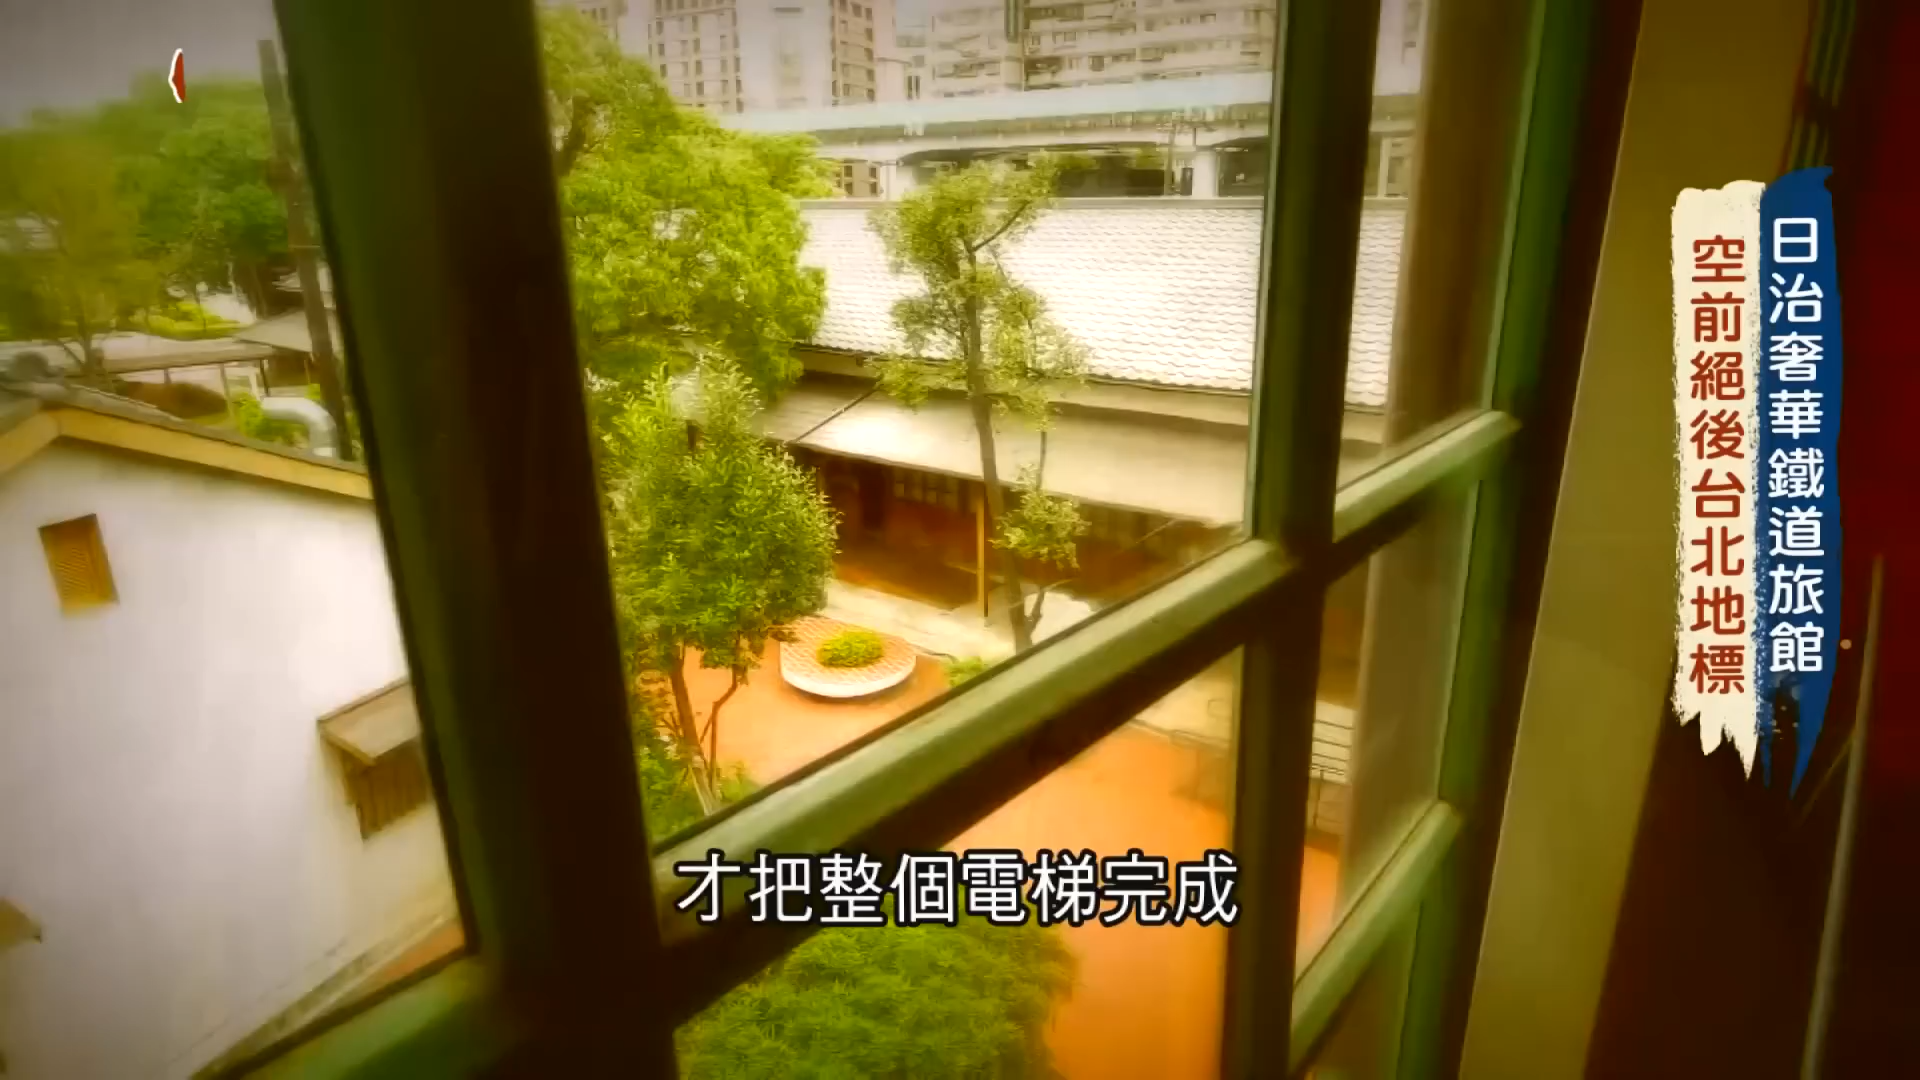 日治奢華鐵道旅館
空前絕後台北地標
才把整個電梯完成